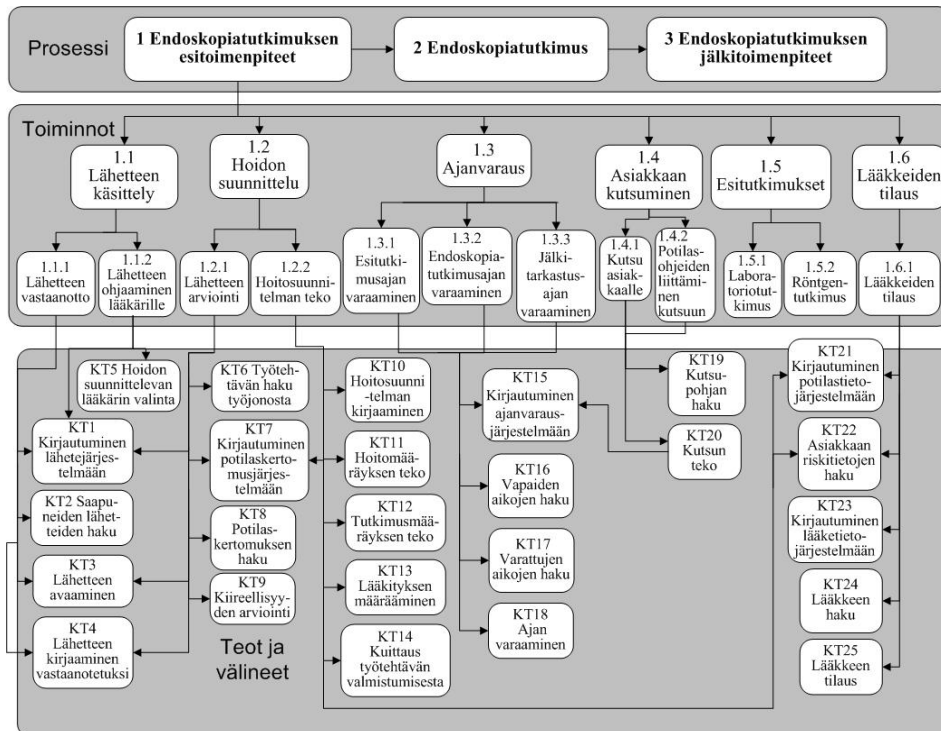 Prosessi
1 Endoskopiatutkimuksen
esitoimenpiteet
2 Endoskopiatutkimus
3 Endoskopiatutkimuksen
jälkitoimenpiteet
Toiminnot
1.1
Lähetteen
käsittely
1.2
Hoidon
suunnittelu
1.3
Ajanvaraus
1.4
Asiakkaan
kutsuminen
1.5
Esitutkimukset
1.6
Lääkkeiden
tilaus
1.1.1
Lähetteen
vastaanotto
1.1.2
Lähetteen
ohjaaminen
lääkärille
1.2.1
Lähetteen
arviointi
1.2.2
Hoitosuunni-
telman teko
1.3.1
Esitutkimusajan
varaaminen
1.3.2
Endoskopia-
tutkimusajan
varaaminen
1.3.3
Jälki-
tarkastus-
ajan
varaaminen
1.4.1
Kutsu
asiak-
kaalle
1.4.2
Potilas-
ohjeiden
liittämi-
nen
kutsuun
1.5.1
Labora-
toriotut-
kimus
1.5.2
Röntgen-
tutkimus
1.6.1
Lääkkeiden
tilaus
KT5 Hoidon
suunnittelevan
lääkärin valinta
KT1
Kirjautuminen
lähetejärjes-
telmään
KT2 Saapu-
neiden lähet-
teiden haku
KT3
Lähetteen
avaaminen
KT4
Lähetteen
kirjaaminen
vastaanotetuksi
KT6 Työteh-
tävän haku
työjonosta
KT7
Kirjautuminen
potilaskerto-
musjärjes-
telmään
KT8
Potilas-
kertomuksen
haku
KT9
Kiireellisyy-
den arviointi
Teot ja
välineet
KT10
Hoitosuunni
-telman
kirjaaminen
KT11
Hoitomää-
räyksen teko
KT12
Tutkimusmää-
räyksen teko
KT13
Lääkityksen
määrääminen
KT14
Kuittaus
työtehtävän
valmistumisesta
KT15
Kirjautuminen
ajanvaraus-
järjestelmään
KT16
Vapaiden
aikojen haku
KT17
Varattujen
aikojen haku
KT18
Ajan
varaaminen
KT19
Kutsu-
pohjan haku
KT20
Kutsun
teko
KT21
Kirjautuminen
potilastieto-
järjestelmään
KT22
Asiakkaan
riskitietojen
haku
KT23
Kirjautuminen
lääketieto-
järjestelmään
KT24
Lääkkeen
haku
KT25
Lääkkeen
tilaus